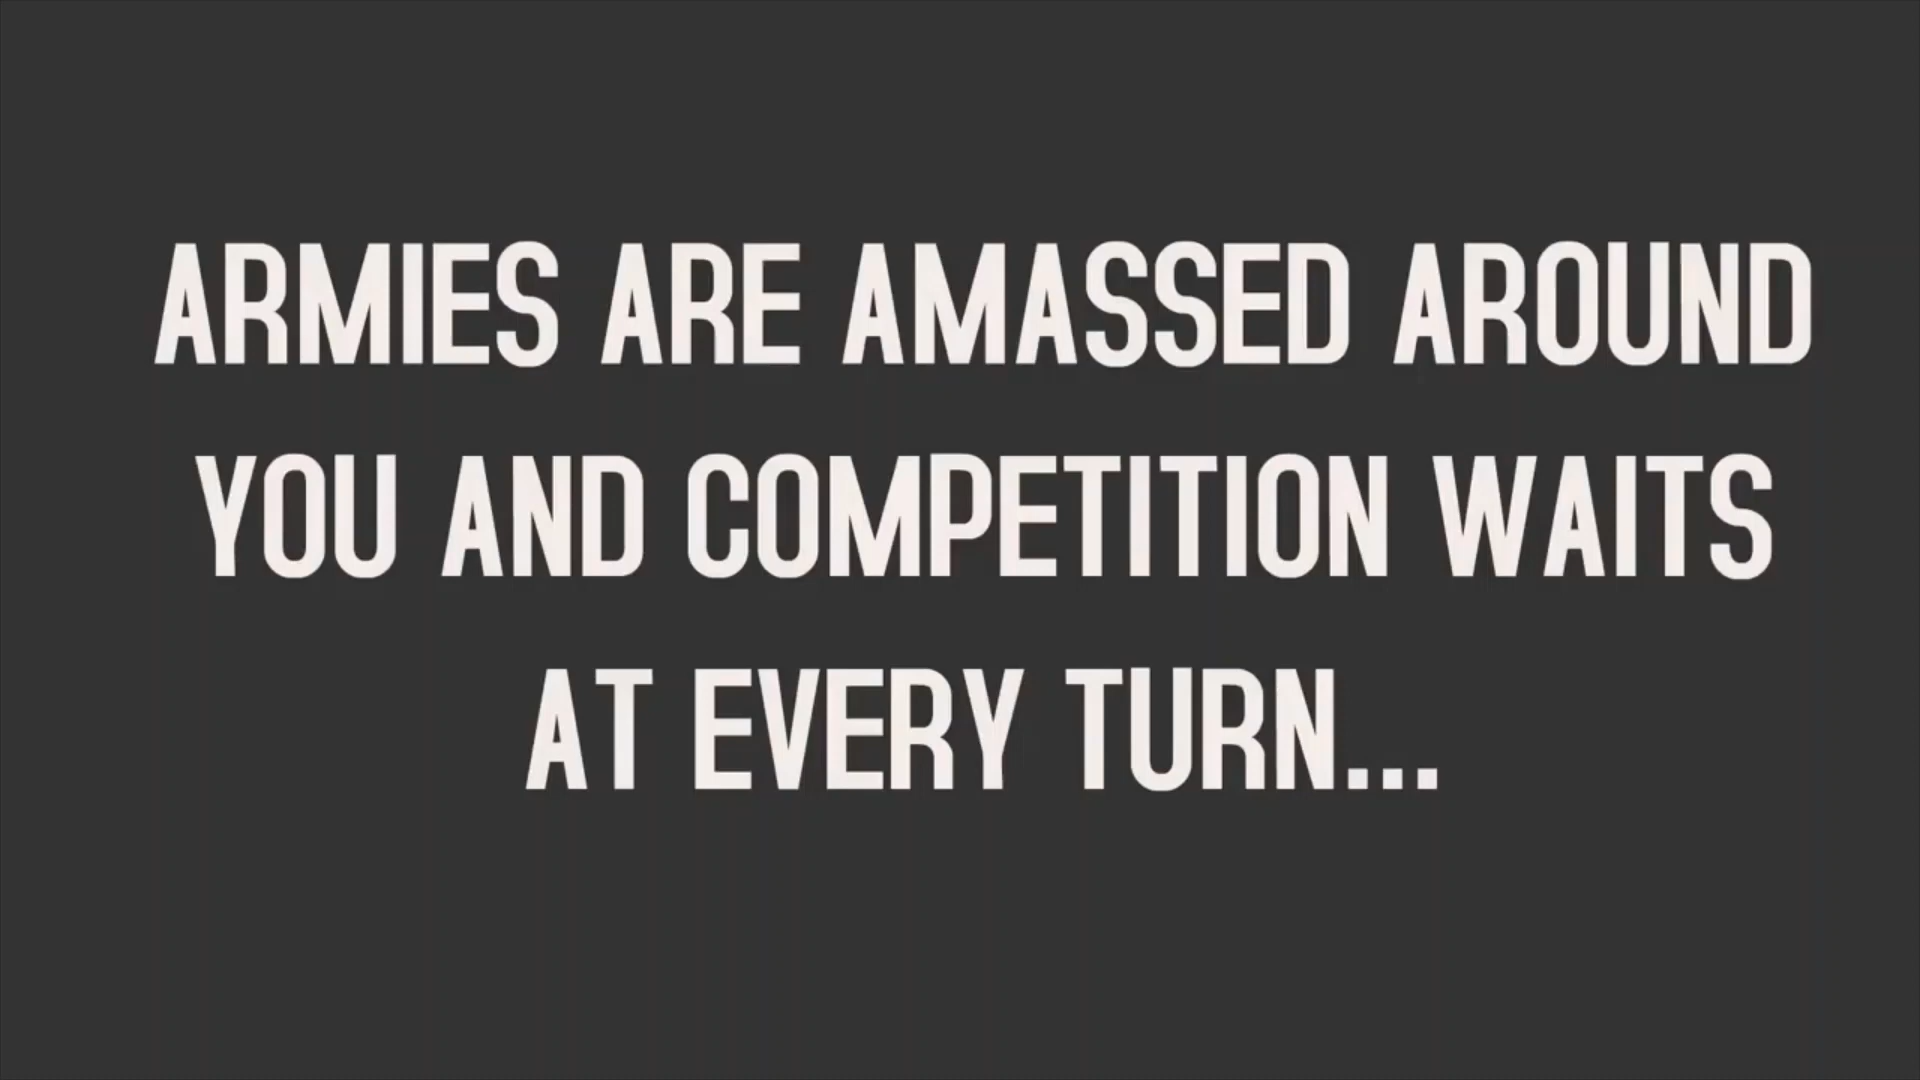 ARMIES ARE AMASSED AROUND
YOU AND COMPETITION WAITS
AT EVERY TURN...